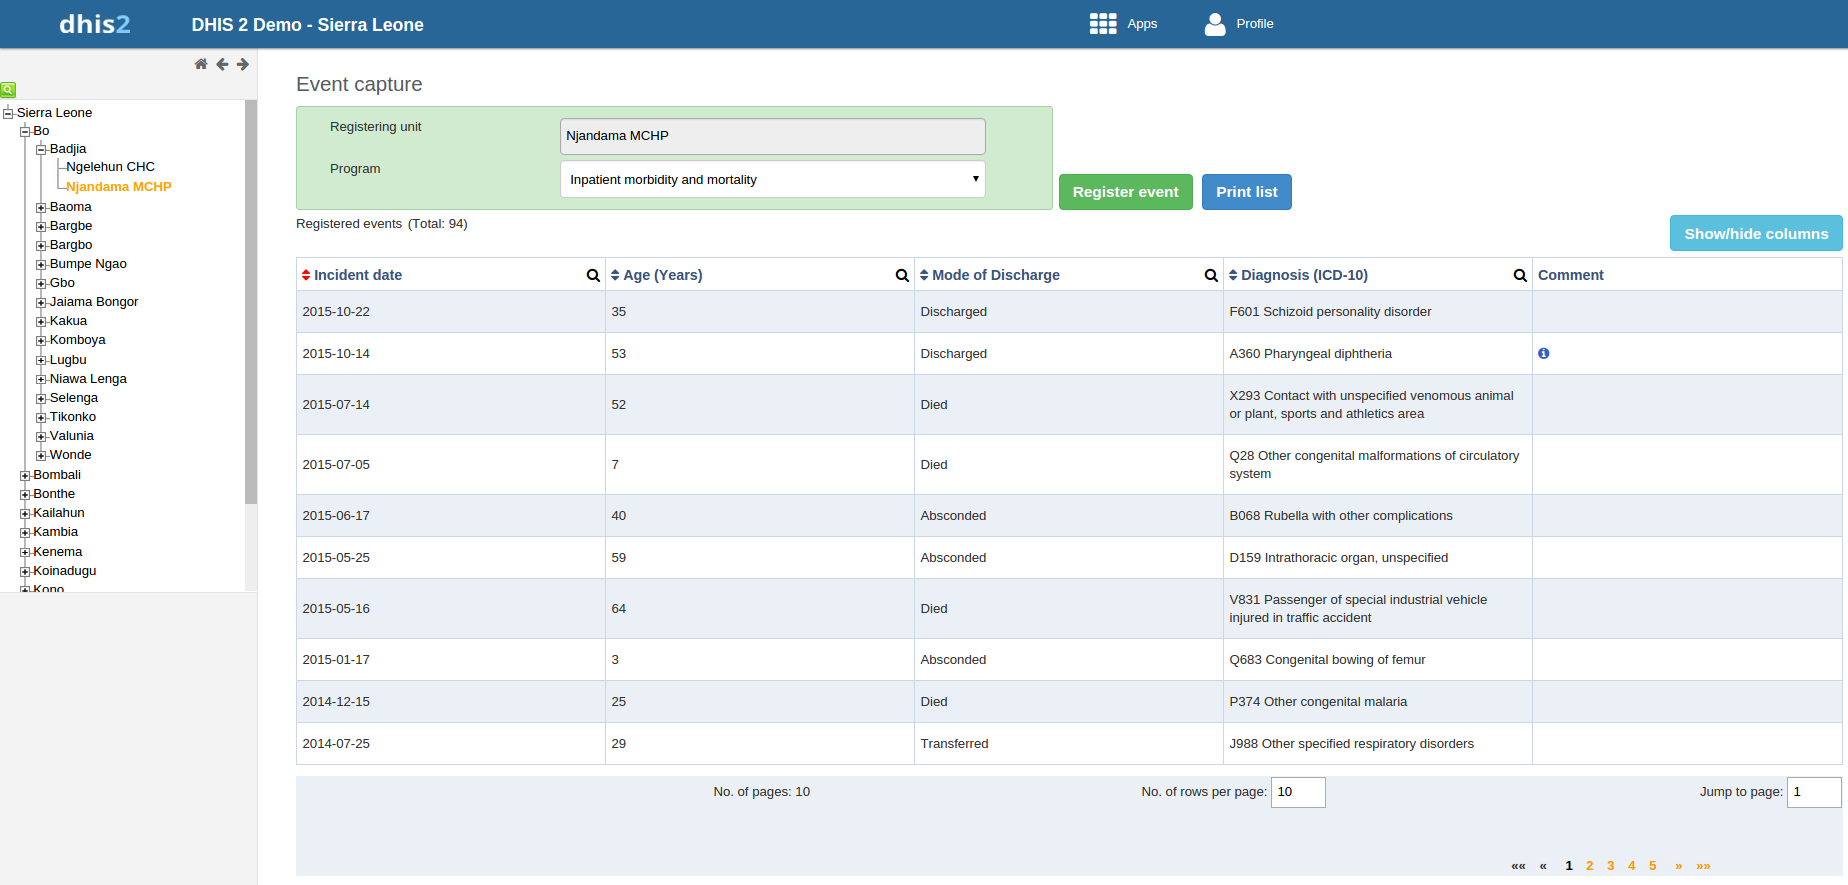 dhis2
DHIS 2 Demo - Sierra Leone
Apps
Profile
Sierra Leone
Bo
Badjia
Ngelehun CHC
Njandama MCHP
Baoma
Bargbe
Bargbo
Bumpe Ngao
Gbo
Jaiama Bongor
Kakua
Komboya
Lugbu
Niawa Lenga
Selenga
Tikonko
Valunia
Wonde
Bombali
Bonthe
Kailahun
Kambia
Kenema
Koinadugu
Kono
Event capture
Registering unit
Njandama MCHP
Program
Inpatient morbidity and mortality
Register event
Print list
Registered events (Total: 94)
Show/hide columns
Incident date Age (Years) Mode of Discharge Diagnosis (ICD-10) Comment
2015-10-22 35 Discharged F601 Schizoid personality disorder
2015-10-14 53 Discharged A360 Pharyngeal diphtheria
2015-07-14 52 Died X293 Contact with unspecified venomous animal
or plant, sports and athletics area
2015-07-05 7 Died Q28 Other congenital malformations of circulatory
system
2015-06-17 40 Absconded B068 Rubella with other complications
2015-05-25 59 Absconded D159 Intrathoracic organ, unspecified
2015-05-16 64 Died V831 Passenger of special industrial vehicle
injured in traffic accident
2015-01-17 3 Absconded Q683 Congenital bowing of femur
2014-12-15 25 Died P374 Other congenital malaria
2014-07-25 29 Transferred J988 Other specified respiratory disorders
No. of pages: 10 No. of rows per page: 10 Jump to page: 1
«« « 1 2 3 4 5 » »»